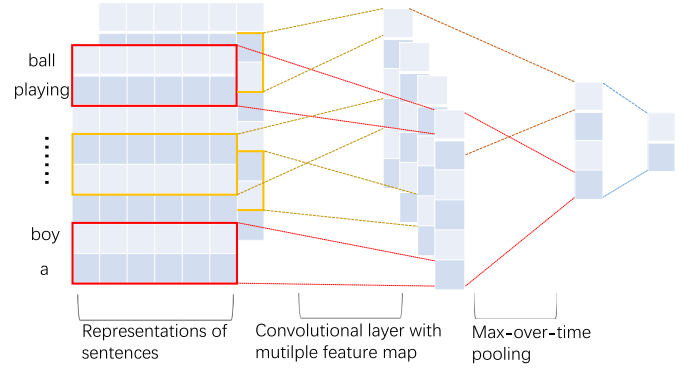 ball
playing
......
boy
a
Representations of
sentences
Convolutional layer with
mutilple feature map
Max-over-time
pooling